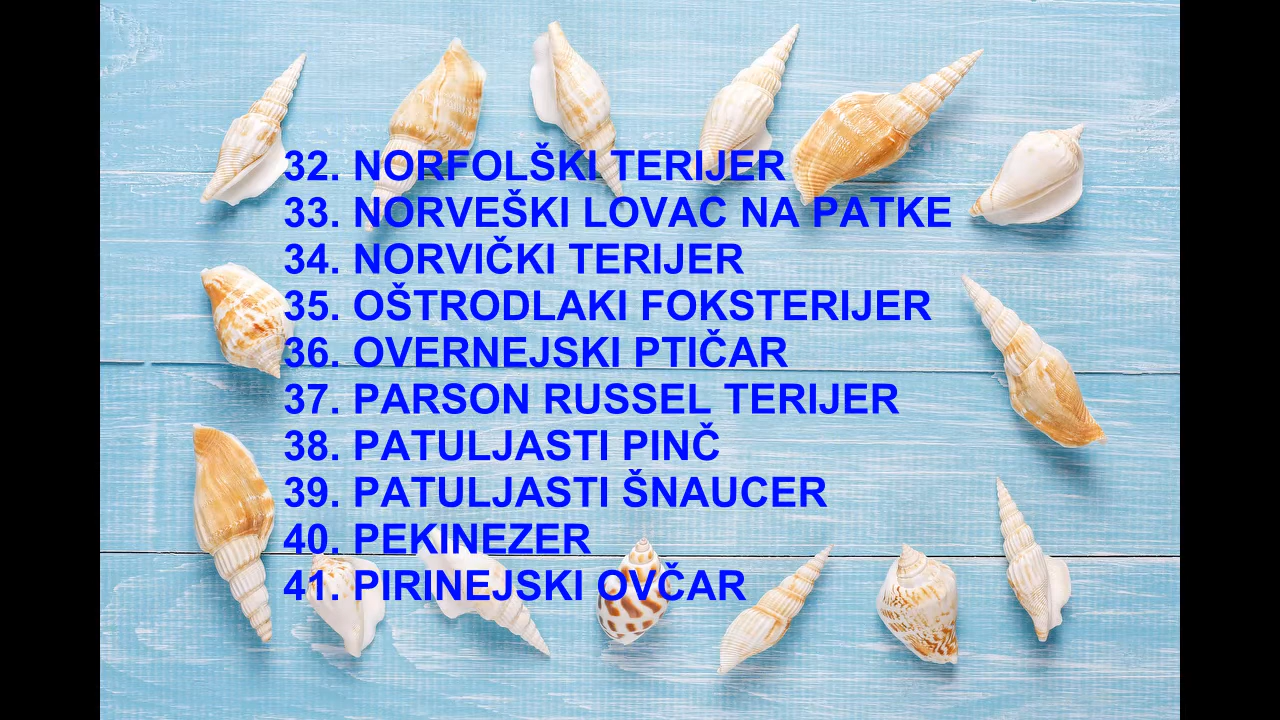 32. NORFOLŠKI TERIJER
33. NORVEŠKI LOVAC NA PATKE
34. NORVIČKI TERIJER
35. OŠTRODLAKI FOKSTERIJER
36. OVERNEJSKI PTIČAR
37. PARSON RUSSEL TERIJER
38. PATULJASTI PINČ
39. PATULJASTI ŠNAUCER
40. PEKINEZER
41. PIRINEJSKI OVČAR